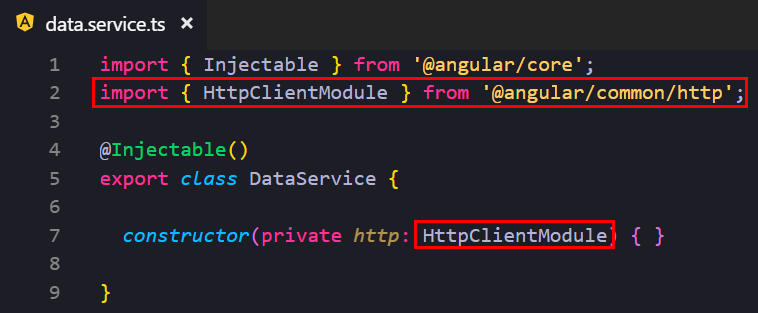 data.service.ts ×
1 import { Injectable } from '@angular/core';
2 import { HttpClientModule } from '@angular/common/http';
3
4 @Injectable()
5 export class DataService {
6
7 constructor(private http: HttpClientModule) { }
8
9 }